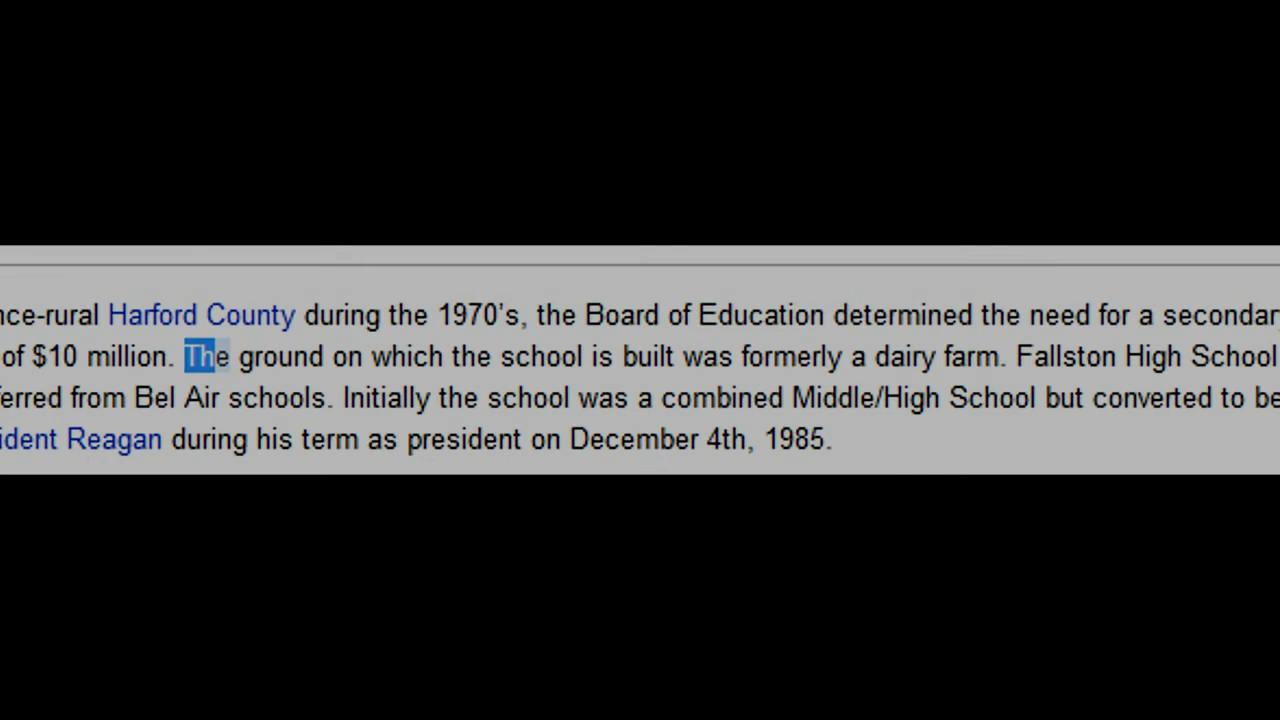 nce-rural Harford County during the 1970's, the Board of Education determined the need for a secondar
of $10 million. The ground on which the school is built was formerly a dairy farm. Fallston High School
ferred from Bel Air schools. Initially the school was a combined Middle/High School but converted to be
ident Reagan during his term as president on December 4th, 1985.